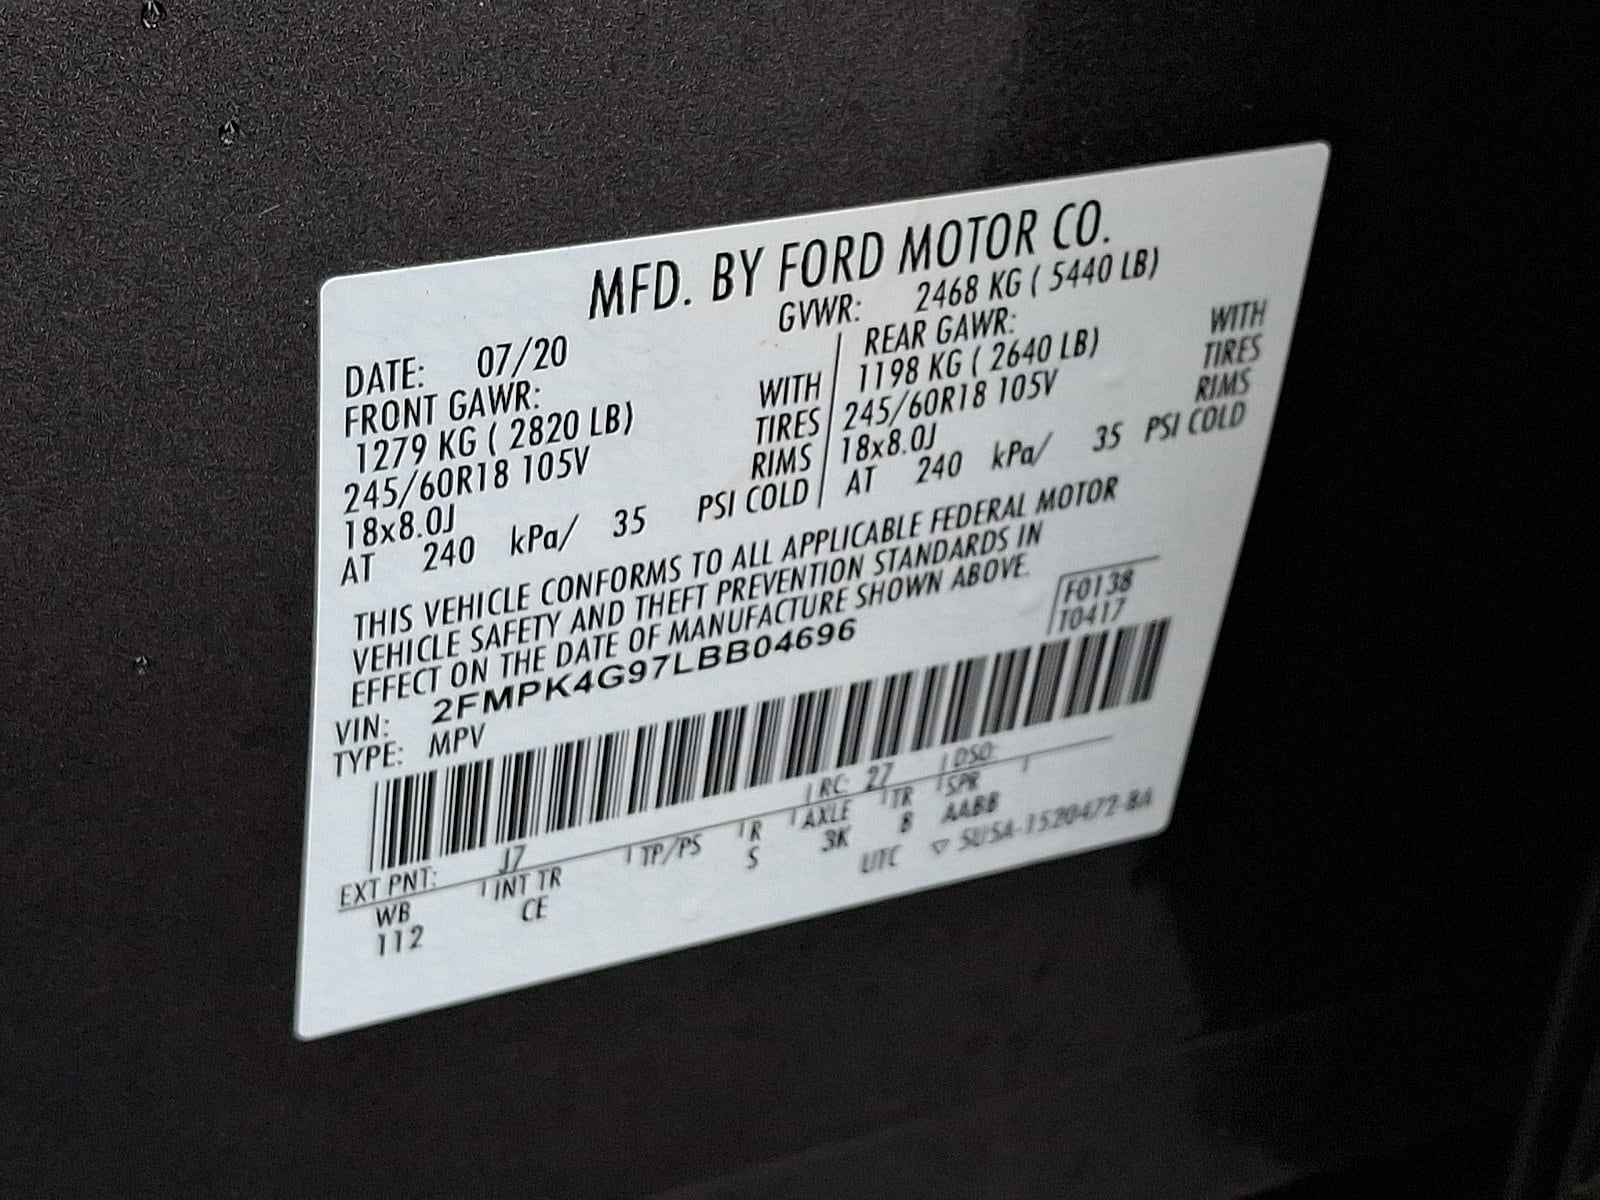 MFD. BY FORD MOTOR CO.
DATE: 07/20 GVWR: 2468 KG ( 5440 LB)
FRONT GAWR: REAR GAWR:
1279 KG ( 2820 LB) WITH 1198 KG ( 2640 LB) WITH
245/60R18 105V TIRES 245/60R18 105V TIRES
18x8.0J RIMS 18x8.0J RIMS
AT 240 kPa/ 35 PSI COLD AT 240 kPa/ 35 PSI COLD
THIS VEHICLE CONFORMS TO ALL APPLICABLE FEDERAL MOTOR
VEHICLE SAFETY AND THEFT PREVENTION STANDARDS IN
EFFECT ON THE DATE OF MANUFACTURE SHOWN ABOVE.
VIN: 2FMPK4G97LBB04696 F0138
TYPE: MPV T0417
EXT PNT: J7 RC: 27 DSO:
WB INT TR TP/PS R AXLE TR SPR
112 CE S 3K 8 AABB
UTC ▽ 5USA-1520472-BA